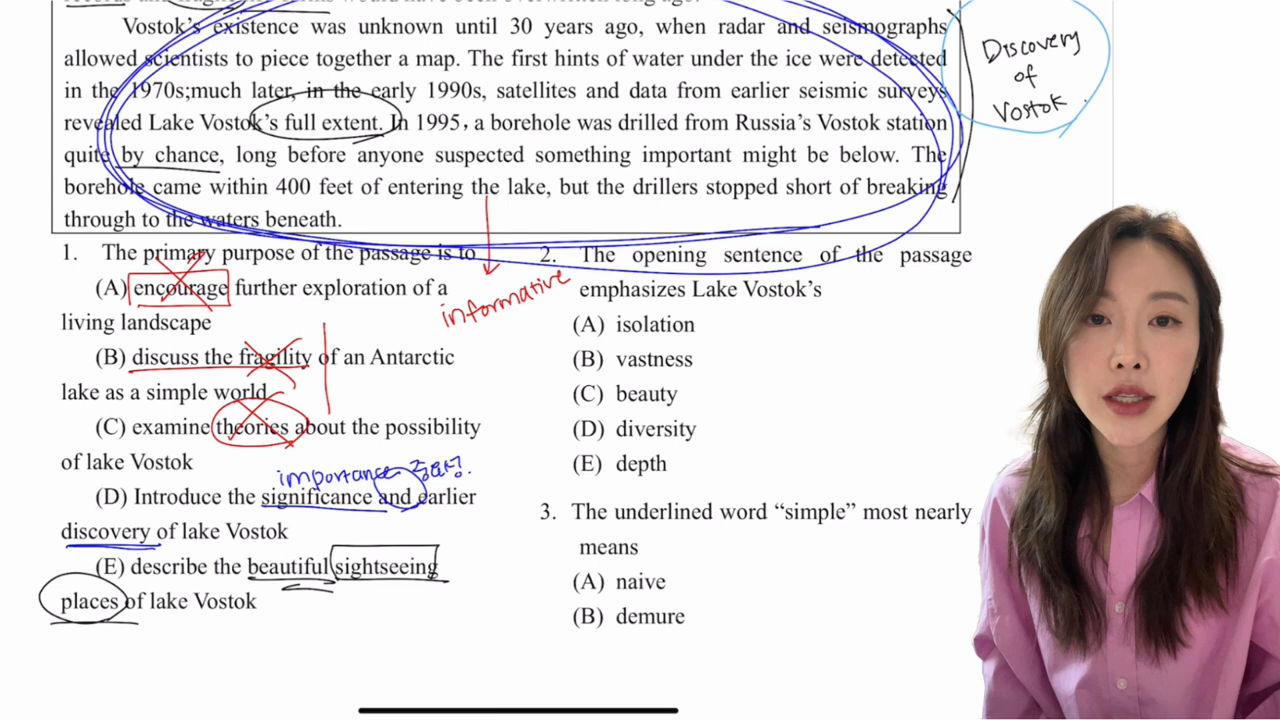 Vostok's existence was unknown until 30 years ago, when radar and seismographs
allowed scientists to piece together a map. The first hints of water under the ice were detected
in the 1970s;much later, in the early 1990s, satellites and data from earlier seismic surveys
revealed Lake Vostok's full extent. In 1995, a borehole was drilled from Russia's Vostok station
quite by chance, long before anyone suspected something important might be below. The
borehole came within 400 feet of entering the lake, but the drillers stopped short of breaking
through to the waters beneath.
Discovery
of
Vostok.
1. The primary purpose of the passage is to
(A) encourage further exploration of a
living landscape
(B) discuss the fragility of an Antarctic
lake as a simple world
(C) examine theories about the possibility
of lake Vostok
importance 중요성.
(D) Introduce the significance and earlier
discovery of lake Vostok
(E) describe the beautiful sightseeing
places of lake Vostok
informative
2. The opening sentence of the passage
emphasizes Lake Vostok's
(A) isolation
(B) vastness
(C) beauty
(D) diversity
(E) depth
3. The underlined word “simple” most nearly
means
(A) naive
(B) demure